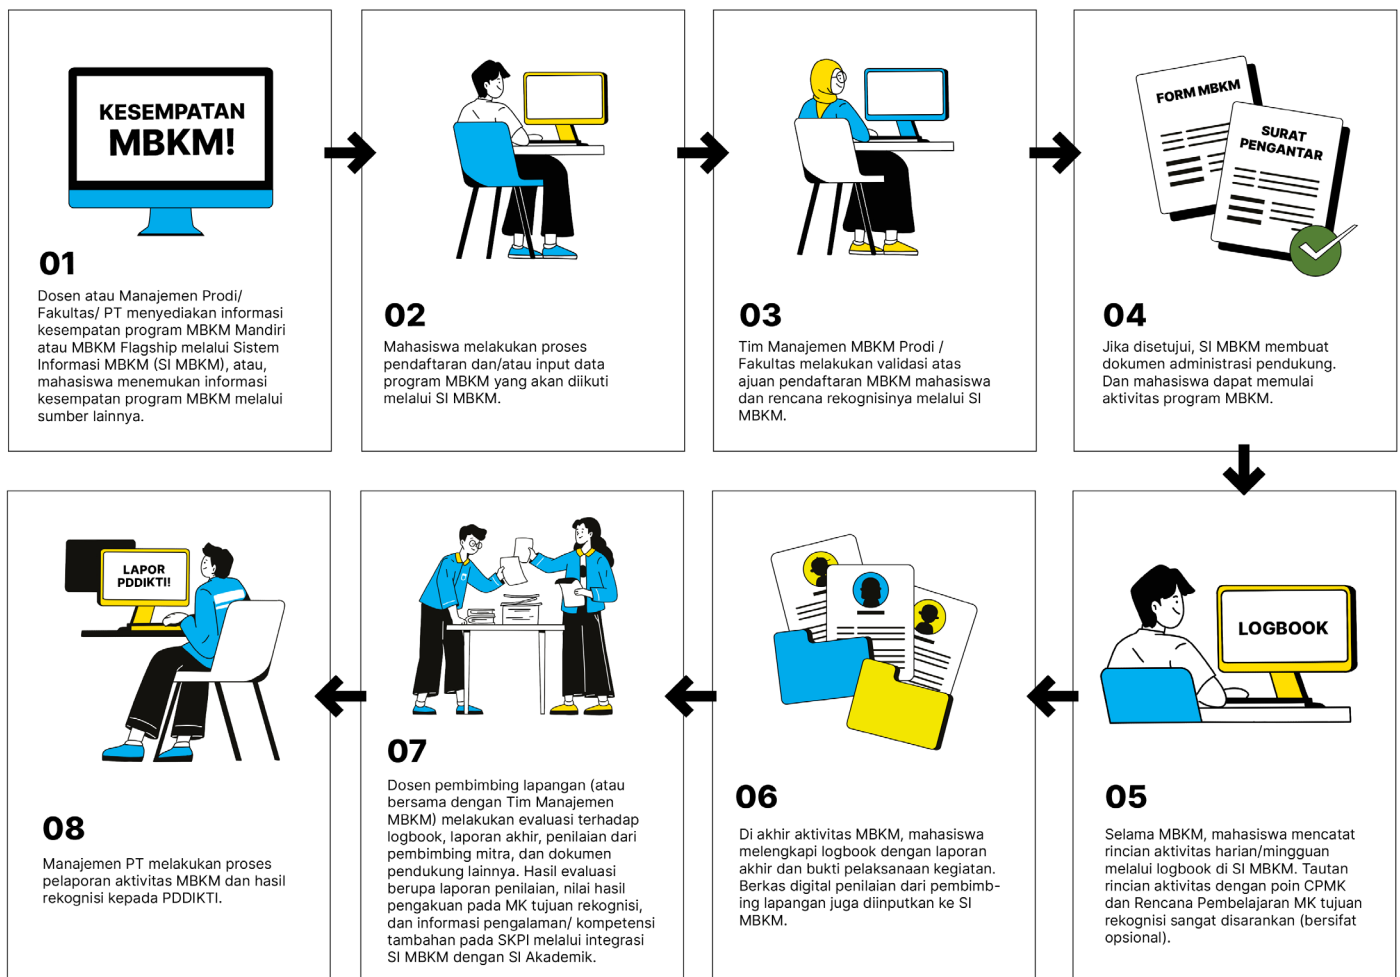 KESEMPATAN
MBKM!
01
Dosen atau Manajemen Prodi/
Fakultas/ PT menyediakan informasi
kesempatan program MBKM Mandiri
atau MBKM Flagship melalui Sistem
Informasi MBKM (SI MBKM), atau,
mahasiswa menemukan informasi
kesempatan program MBKM melalui
sumber lainnya.
02
Mahasiswa melakukan proses
pendaftaran dan/atau input data
program MBKM yang akan diikuti
melalui SI MBKM.
03
Tim Manajemen MBKM Prodi /
Fakultas melakukan validasi atas
ajuan pendaftaran MBKM mahasiswa
dan rencana rekognisinya melalui SI
MBKM.
FORM MBKM
SURAT
PENGANTAR
04
Jika disetujui, SI MBKM membuat
dokumen administrasi pendukung.
Dan mahasiswa dapat memulai
aktivitas program MBKM.
LOGBOOK
05
Selama MBKM, mahasiswa mencatat
rincian aktivitas harian/mingguan
melalui logbook di SI MBKM. Tautan
rincian aktivitas dengan poin CPMK
dan Rencana Pembelajaran MK tujuan
rekognisi sangat disarankan (bersifat
opsional).
06
Di akhir aktivitas MBKM, mahasiswa
melengkapi logbook dengan laporan
akhir dan bukti pelaksanaan kegiatan.
Berkas digital penilaian dari pembimb-
ing lapangan juga diinputkan ke SI
MBKM.
07
Dosen pembimbing lapangan (atau
bersama dengan Tim Manajemen
MBKM) melakukan evaluasi terhadap
logbook, laporan akhir, penilaian dari
pembimbing mitra, dan dokumen
pendukung lainnya. Hasil evaluasi
berupa laporan penilaian, nilai hasil
pengakuan pada MK tujuan rekognisi,
dan informasi pengalaman/ kompetensi
tambahan pada SKPI melalui integrasi
SI MBKM dengan SI Akademik.
LAPOR
PDDIKTI!
08
Manajemen PT melakukan proses
pelaporan aktivitas MBKM dan hasil
rekognisi kepada PDDIKTI.